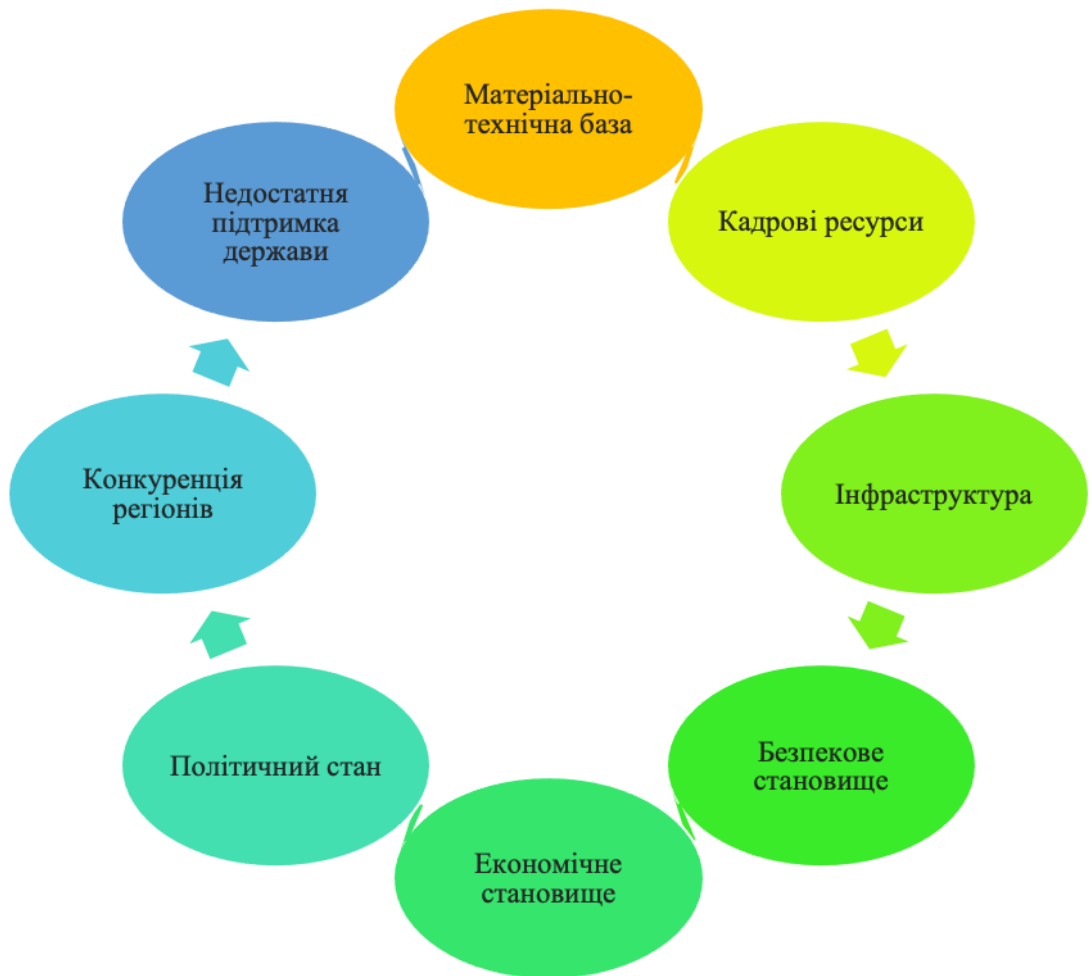 Матеріально-
технічна база
Кадрові ресурси
Інфраструктура
Безпекове
становище
Економічне
становище
Політичний стан
Конкуренція
регіонів
Недостатня
підтримка
держави